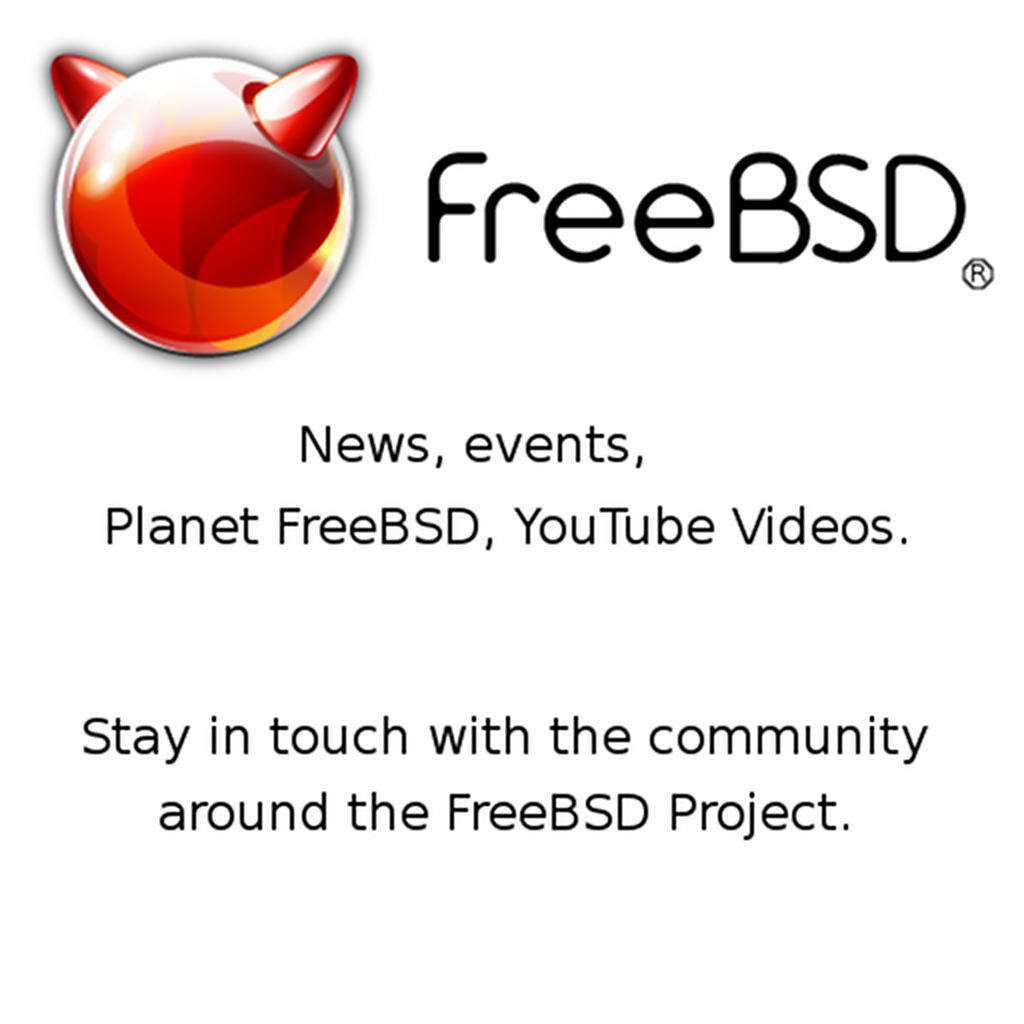 FreeBSD®
News, events,
Planet FreeBSD, YouTube Videos.
Stay in touch with the community
around the FreeBSD Project.